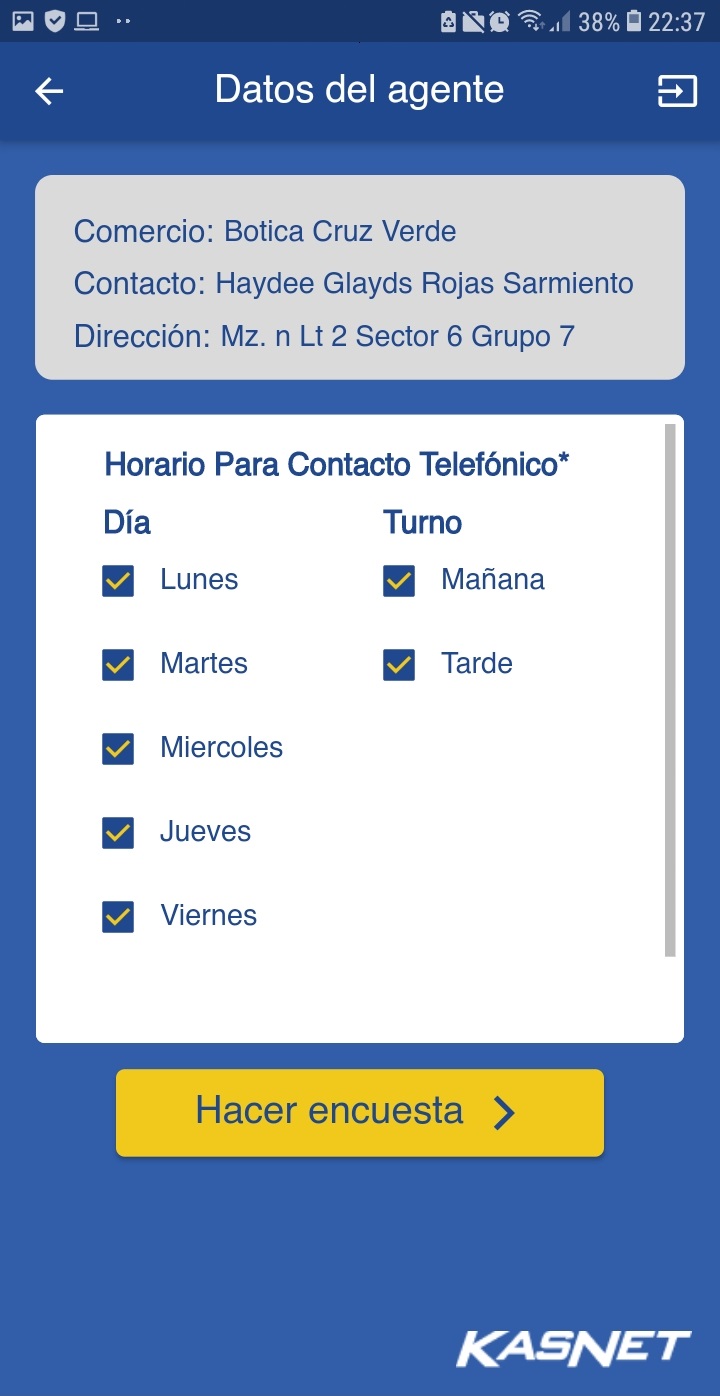 38% 22:37
Datos del agente
Comercio: Botica Cruz Verde
Contacto: Haydee Glayds Rojas Sarmiento
Dirección: Mz. n Lt 2 Sector 6 Grupo 7
Horario Para Contacto Telefónico*
Día Turno
Lunes Mañana
Martes Tarde
Miercoles
Jueves
Viernes
Hacer encuesta
KASNET